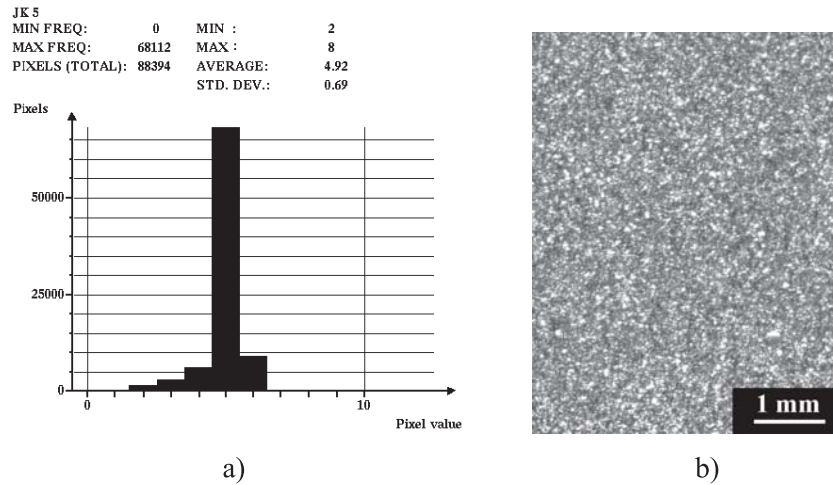 JK 5
MIN FREQ: 0 MIN : 2
MAX FREQ: 68112 MAX : 8
PIXELS (TOTAL): 88394 AVERAGE: 4.92
STD. DEV.: 0.69
Pixels
50000
25000
0
0 10
Pixel value
1 mm
a) b)